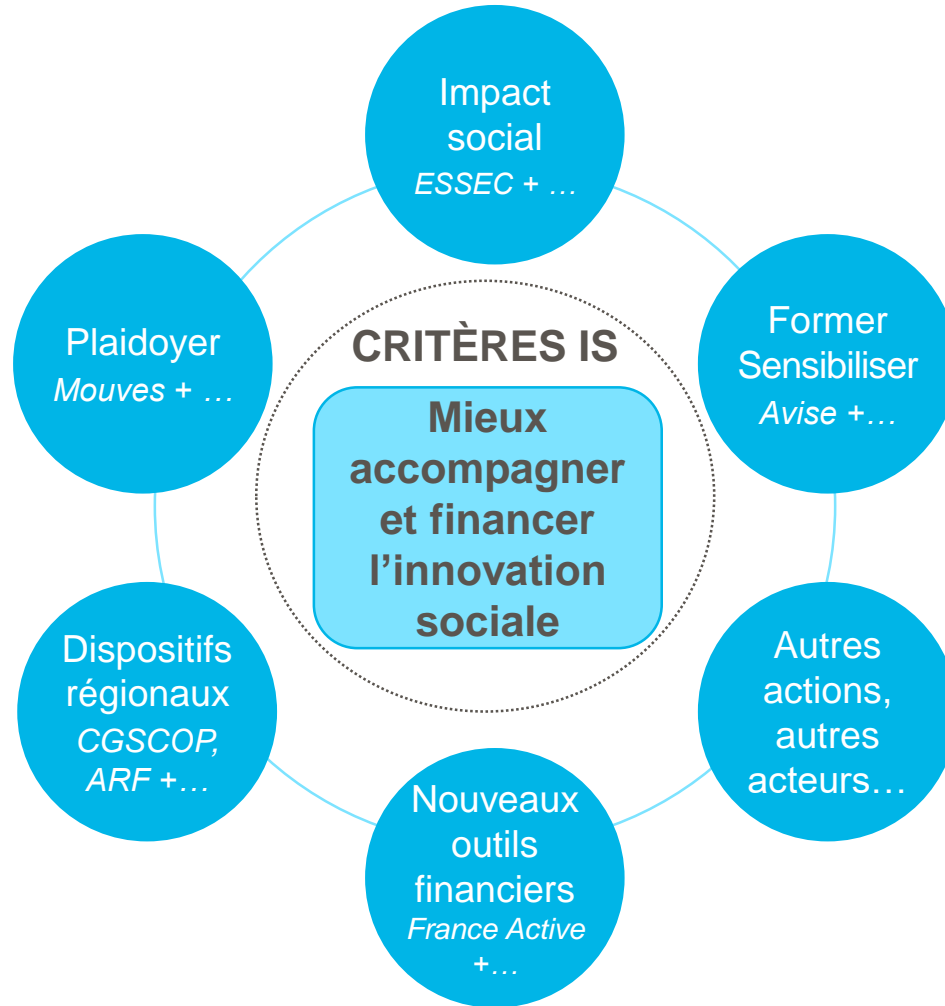 Impact
social
ESSEC + …
Plaidoyer
Mouves + …
CRITÈRES IS
Mieux
accompagner
et financer
l’innovation
sociale
Former
Sensibiliser
Avise +…
Dispositifs
régionaux
CGSCOP,
ARF +…
Autres
actions,
autres
acteurs…
Nouveaux
outils
financiers
France Active
+…